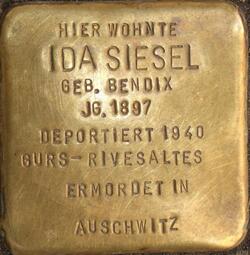 HIER WOHNTE
IDA SIESEL
GEB. BENDIX
JG. 1897
DEPORTIERT 1940
GURS-RIVESALTES
ERMORDET IN
AUSCHWITZ